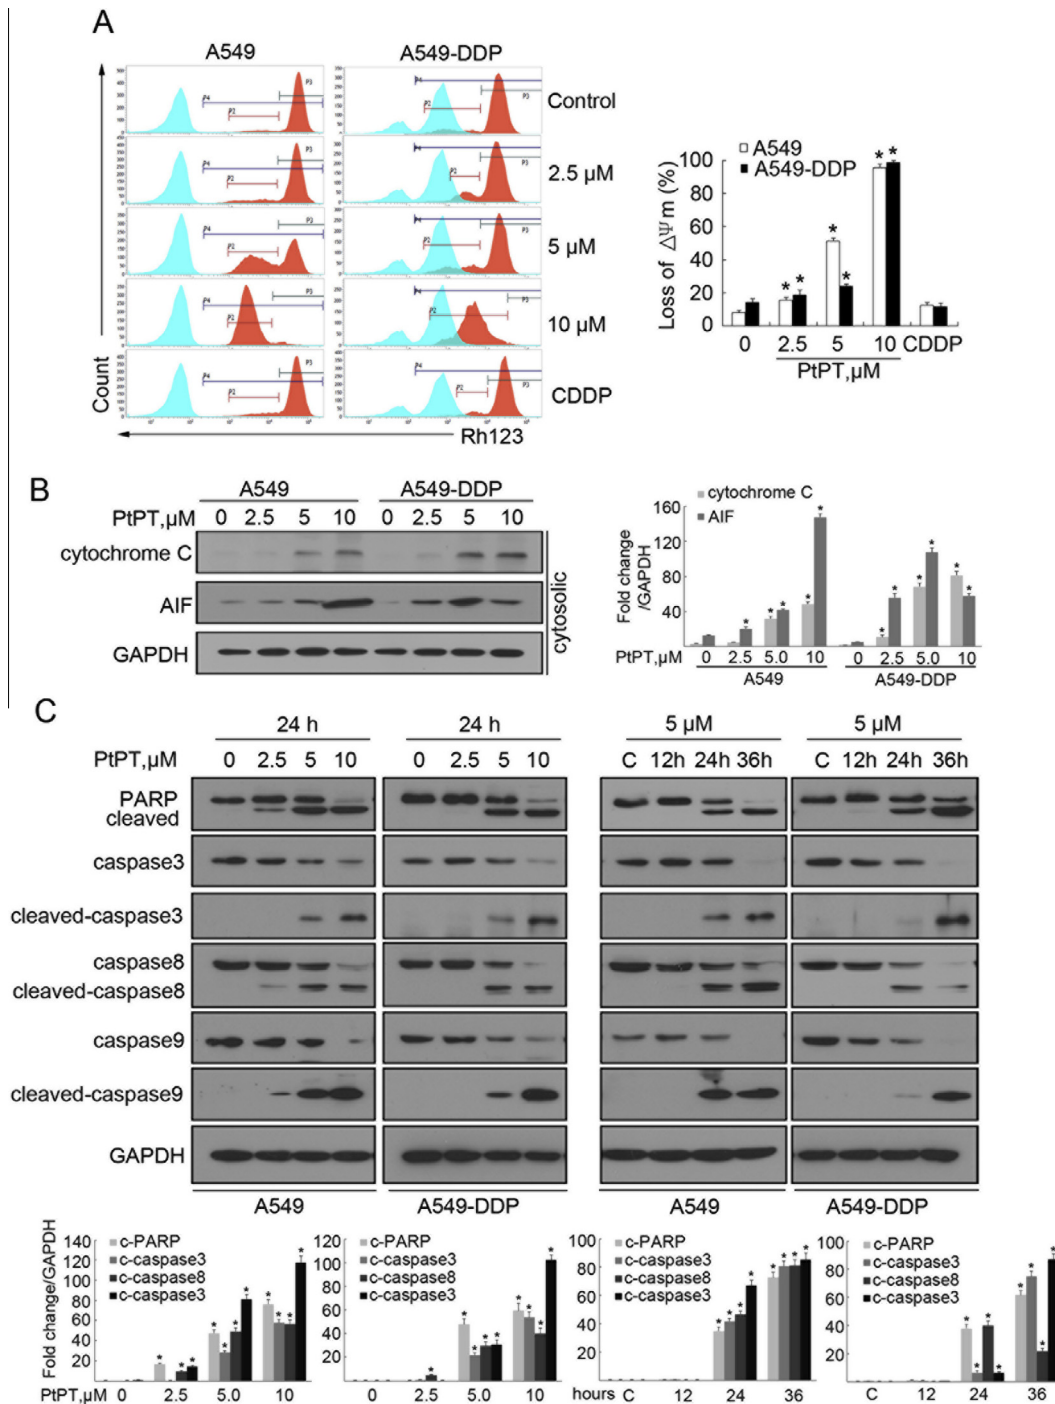 A
A549
A549-DDP
Control
2.5 μM
5 μM
10 μM
CDDP
P4
P3
P2
Count
Rh123
Loss of ΔΨm (%)
100
80
60
40
20
0
A549
A549-DDP
* * * * * *
0 2.5 5 10 CDDP
PtPT,μM
B
A549 A549-DDP
PtPT,μM 0 2.5 5 10 0 2.5 5 10
cytochrome C
AIF
GAPDH
cytosolic
cytochrome C
AIF
Fold change
/GAPDH
160
120
80
40
PtPT,μM 0 2.5 5.0 10 0 2.5 5.0 10
A549 A549-DDP
C
24 h 24 h 5 μM 5 μM
PtPT,μM 0 2.5 5 10 0 2.5 5 10 C 12h 24h 36h C 12h 24h 36h
PARP
cleaved
caspase3
cleaved-caspase3
caspase8
cleaved-caspase8
caspase9
cleaved-caspase9
GAPDH
A549 A549-DDP A549 A549-DDP
Fold change/GAPDH
140
120
100
80
60
40
20
c-PARP
c-caspase3
c-caspase8
c-caspase3
PtPT,μM 0 2.5 5.0 10
120
100
80
60
40
20
c-PARP
c-caspase3
c-caspase8
c-caspase3
0 2.5 5.0 10
100
80
60
40
20
c-PARP
c-caspase3
c-caspase8
c-caspase3
hours C 12 24 36
100
80
60
40
20
c-PARP
c-caspase3
c-caspase8
c-caspase3
C 12 24 36